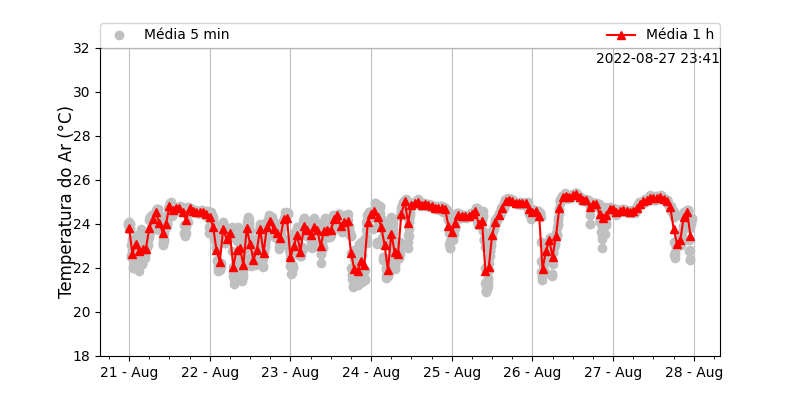 Média 5 min
Média 1 h
2022-08-27 23:41
Temperatura do Ar (°C)
32
30
28
26
24
22
20
18
21 - Aug
22 - Aug
23 - Aug
24 - Aug
25 - Aug
26 - Aug
27 - Aug
28 - Aug